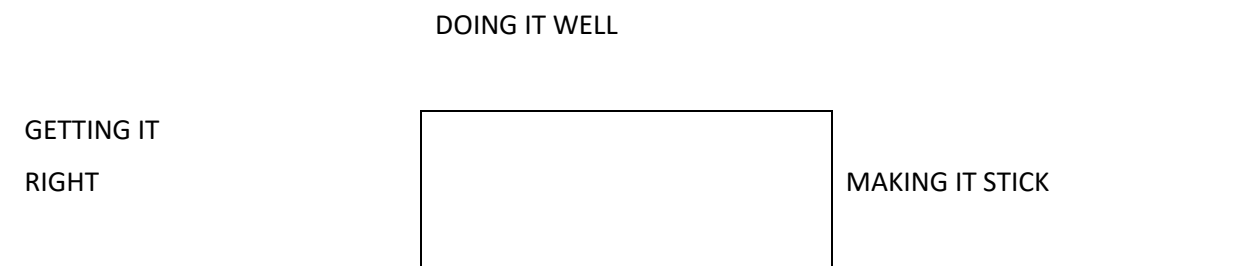 DOING IT WELL
GETTING IT
RIGHT
MAKING IT STICK